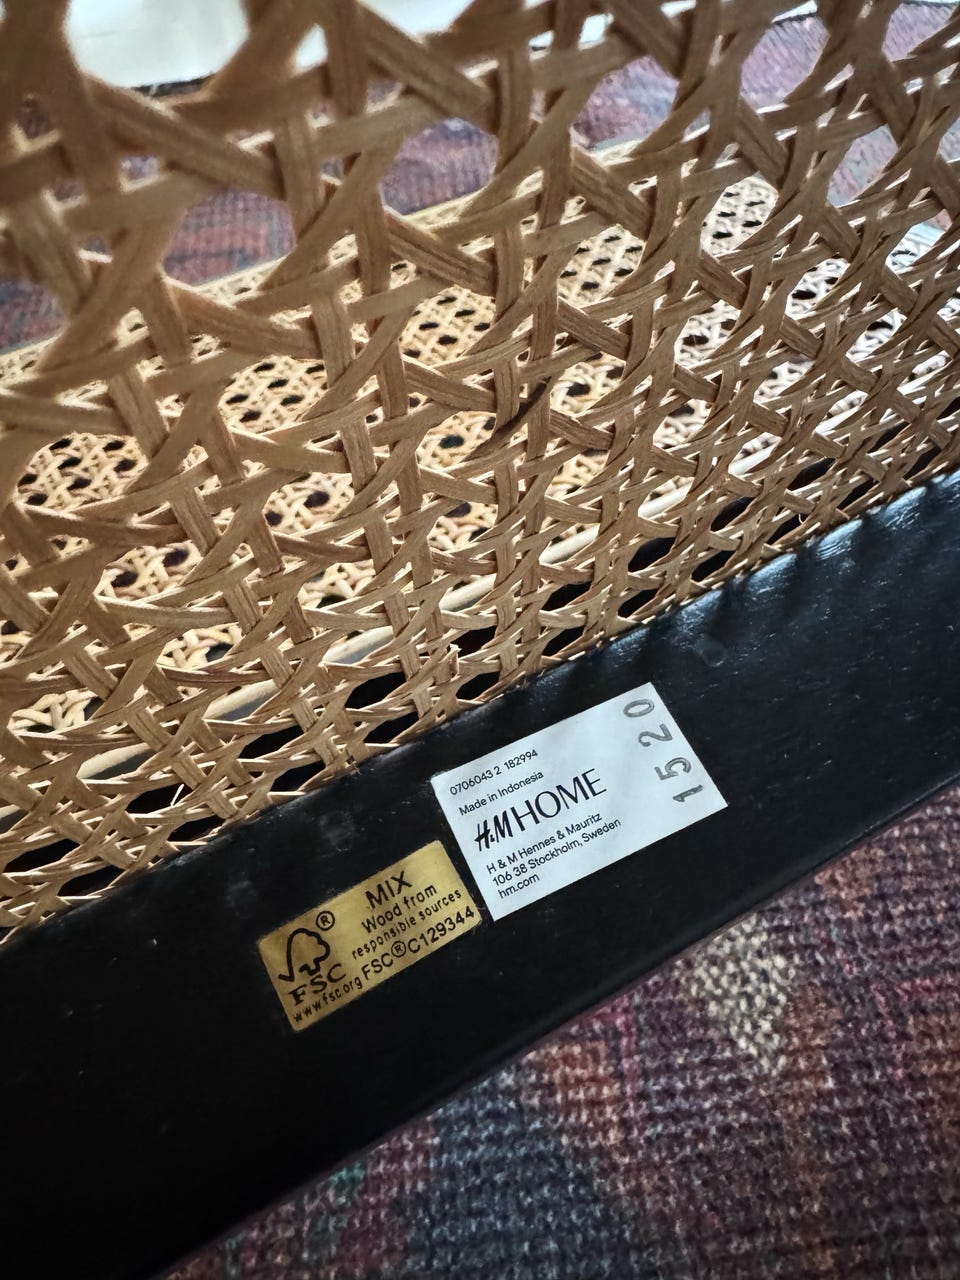 0706043 2 182994
Made in Indonesia
H&M HOME
H & M Hennes & Mauritz
106 38 Stockholm, Sweden
hm.com
1520
MIX
Wood from
responsible sources
FSC® C129344
®
FSC
www.fsc.org